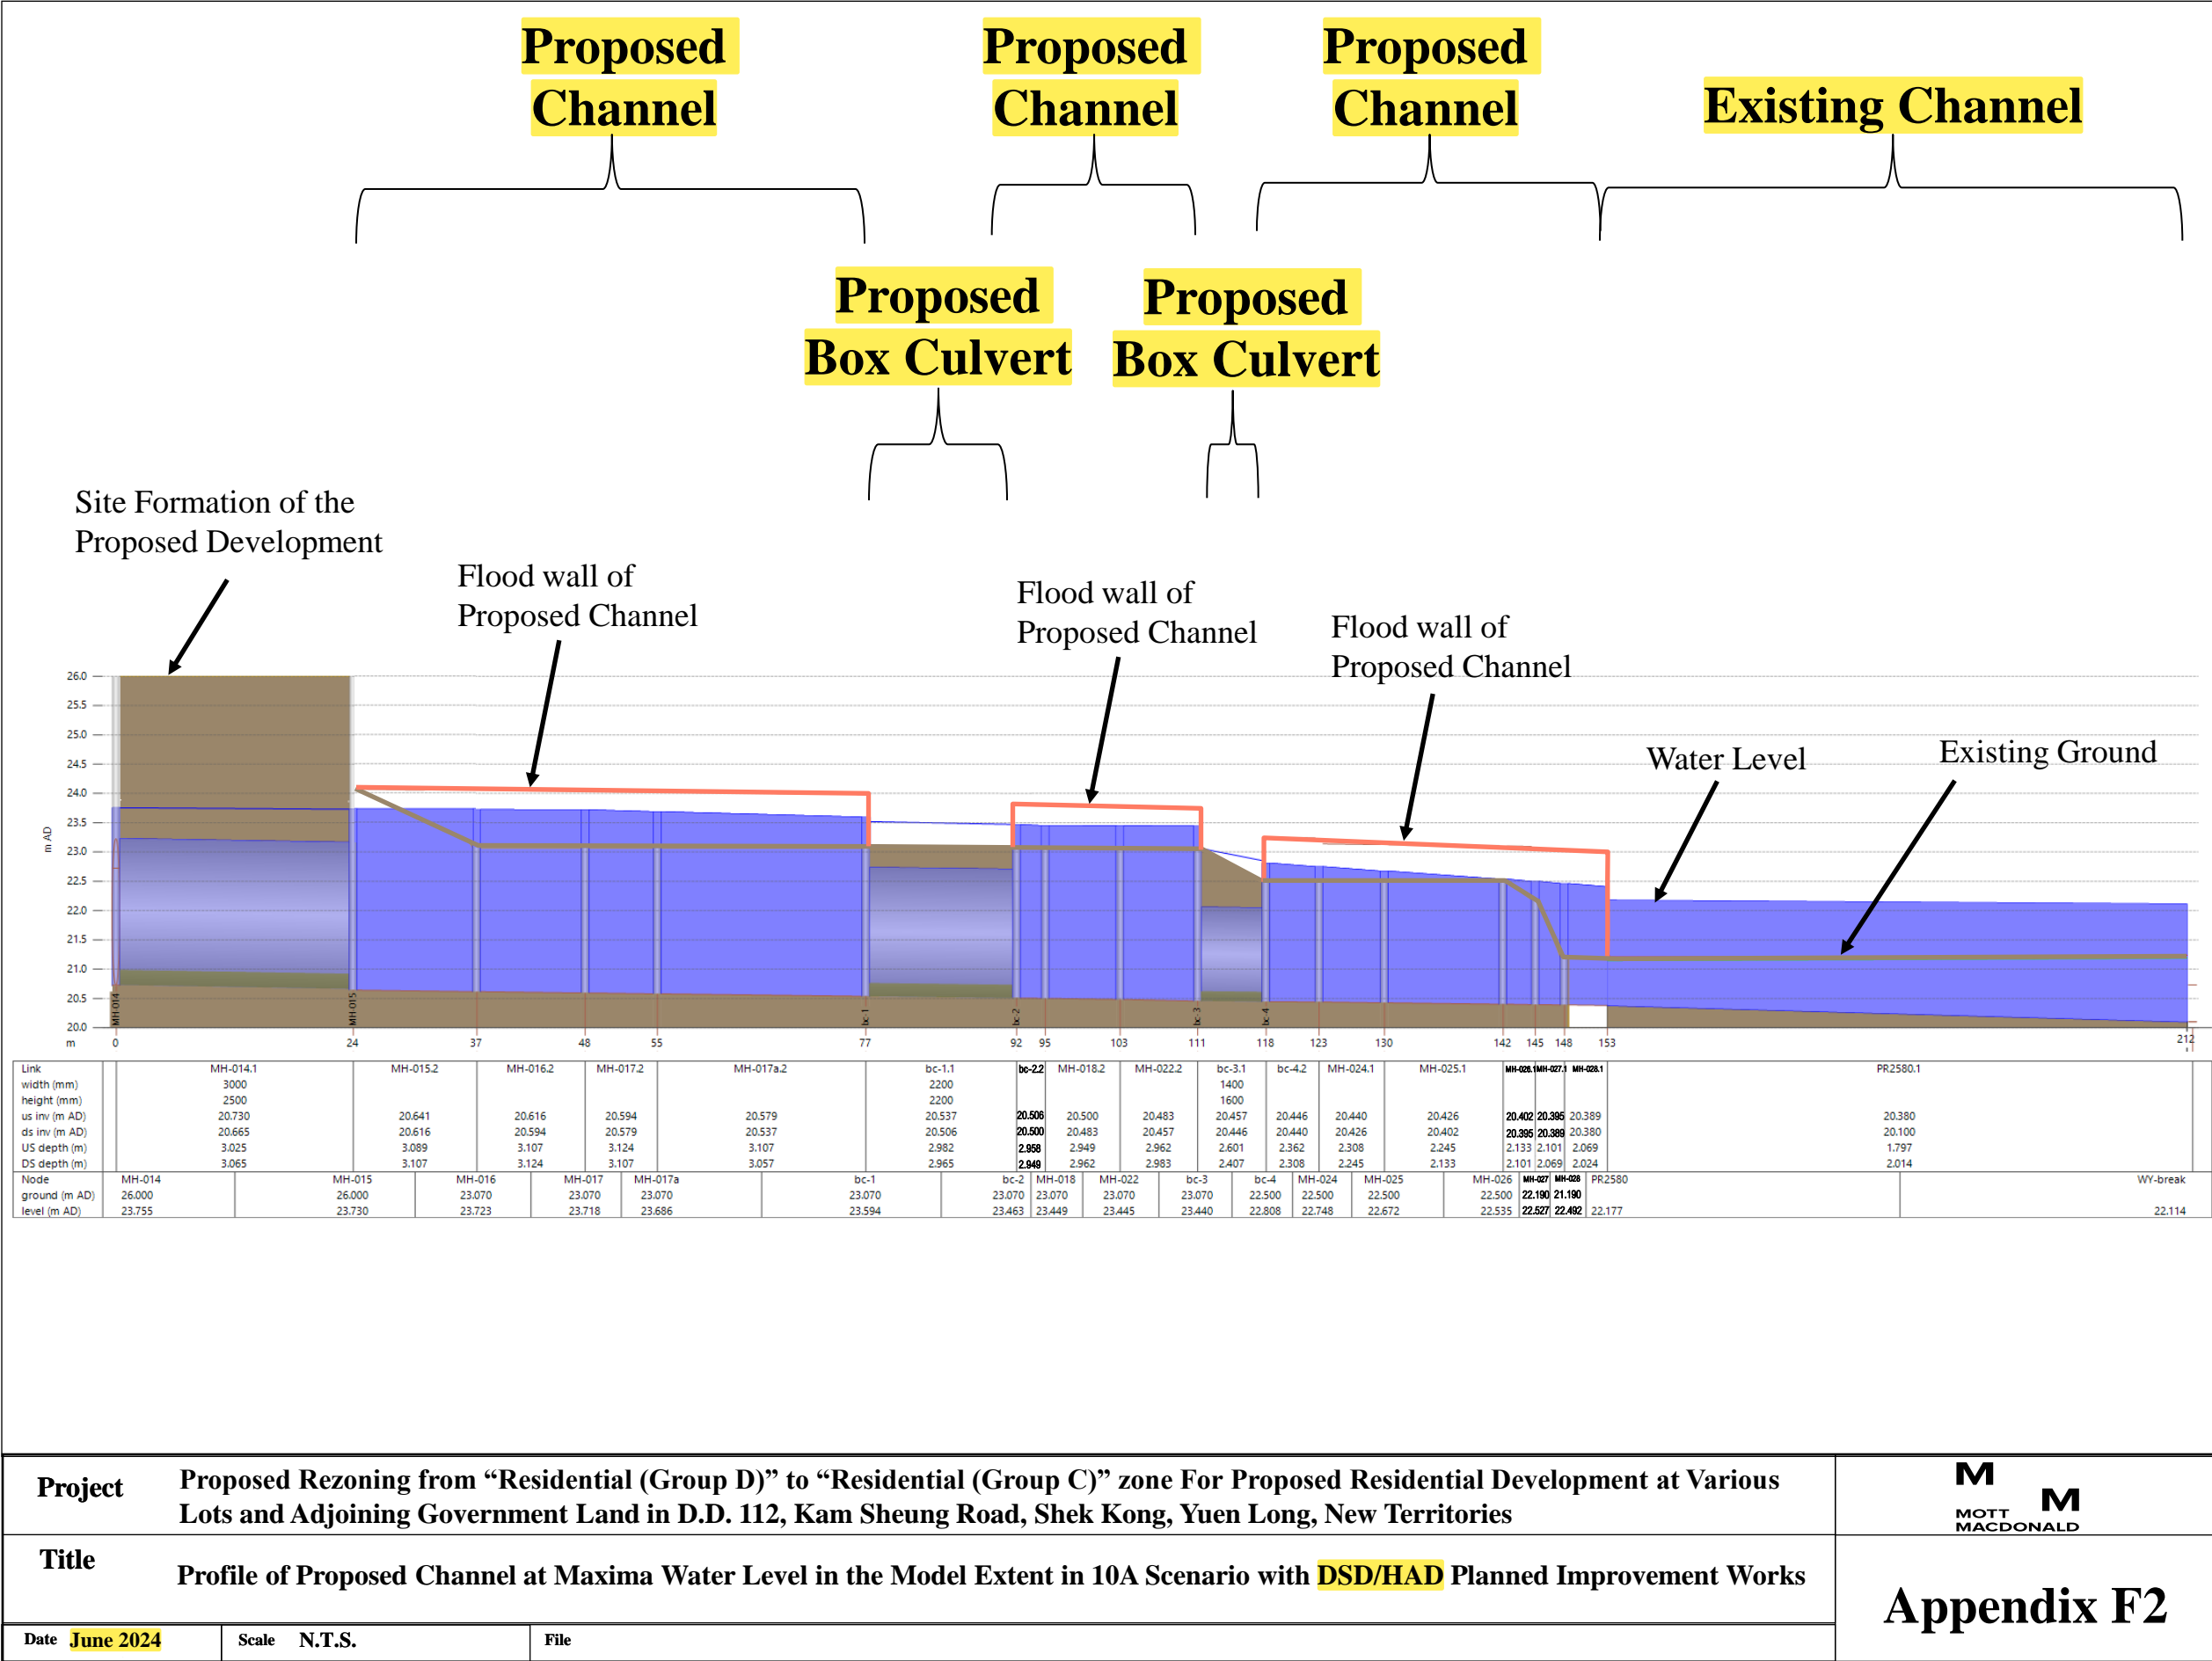 Proposed
Channel
Proposed
Channel
Proposed
Channel
Existing Channel
Proposed
Box Culvert
Proposed
Box Culvert
Site Formation of the
Proposed Development
Flood wall of
Proposed Channel
Flood wall of
Proposed Channel
Flood wall of
Proposed Channel
Water Level
Existing Ground
26.0
25.5
25.0
24.5
24.0
23.5
23.0
22.5
22.0
21.5
21.0
20.5
20.0
m AD
MH-014
MH-015
bc-1
bc-2
bc-3
bc-4
m 0 24 37 48 55 77 92 95 103 111 118 123 130 142 145 148 153 212
Link MH-014.1 MH-015.2 MH-016.2 MH-017.2 MH-017a.2 bc-1.1 bc-2.2 MH-018.2 MH-022.2 bc-3.1 bc-4.2 MH-024.1 MH-025.1 MH-026.1 MH-027.1 MH-028.1 PR2580.1
width (mm) 3000 2200 1400
height (mm) 2500 2200 1600
us inv (m AD) 20.730 20.641 20.616 20.594 20.579 20.537 20.506 20.500 20.483 20.457 20.446 20.440 20.426 20.402 20.395 20.389 20.380
ds inv (m AD) 20.665 20.616 20.594 20.579 20.537 20.506 20.500 20.483 20.457 20.446 20.440 20.426 20.402 20.395 20.389 20.380 20.100
US depth (m) 3.025 3.089 3.107 3.124 3.107 2.982 2.958 2.949 2.962 2.601 2.362 2.308 2.245 2.133 2.101 2.069 1.797
DS depth (m) 3.065 3.107 3.124 3.107 3.057 2.965 2.949 2.962 2.983 2.407 2.308 2.245 2.133 2.101 2.069 2.024 2.014
Node MH-014 MH-015 MH-016 MH-017 MH-017a bc-1 bc-2 MH-018 MH-022 bc-3 bc-4 MH-024 MH-025 MH-026 MH-027 MH-028 PR2580 WY-break
ground (m AD) 26.000 26.000 23.070 23.070 23.070 23.070 23.070 23.070 23.070 23.070 22.500 22.500 22.500 22.500 22.190 21.190
level (m AD) 23.755 23.730 23.723 23.718 23.686 23.594 23.463 23.449 23.445 23.440 22.808 22.748 22.672 22.535 22.527 22.492 22.177 22.114
Project Proposed Rezoning from “Residential (Group D)” to “Residential (Group C)” zone For Proposed Residential Development at Various
Lots and Adjoining Government Land in D.D. 112, Kam Sheung Road, Shek Kong, Yuen Long, New Territories
M
M
MOTT
MACDONALD
Title Profile of Proposed Channel at Maxima Water Level in the Model Extent in 10A Scenario with DSD/HAD Planned Improvement Works
Appendix F2
Date June 2024 Scale N.T.S. File